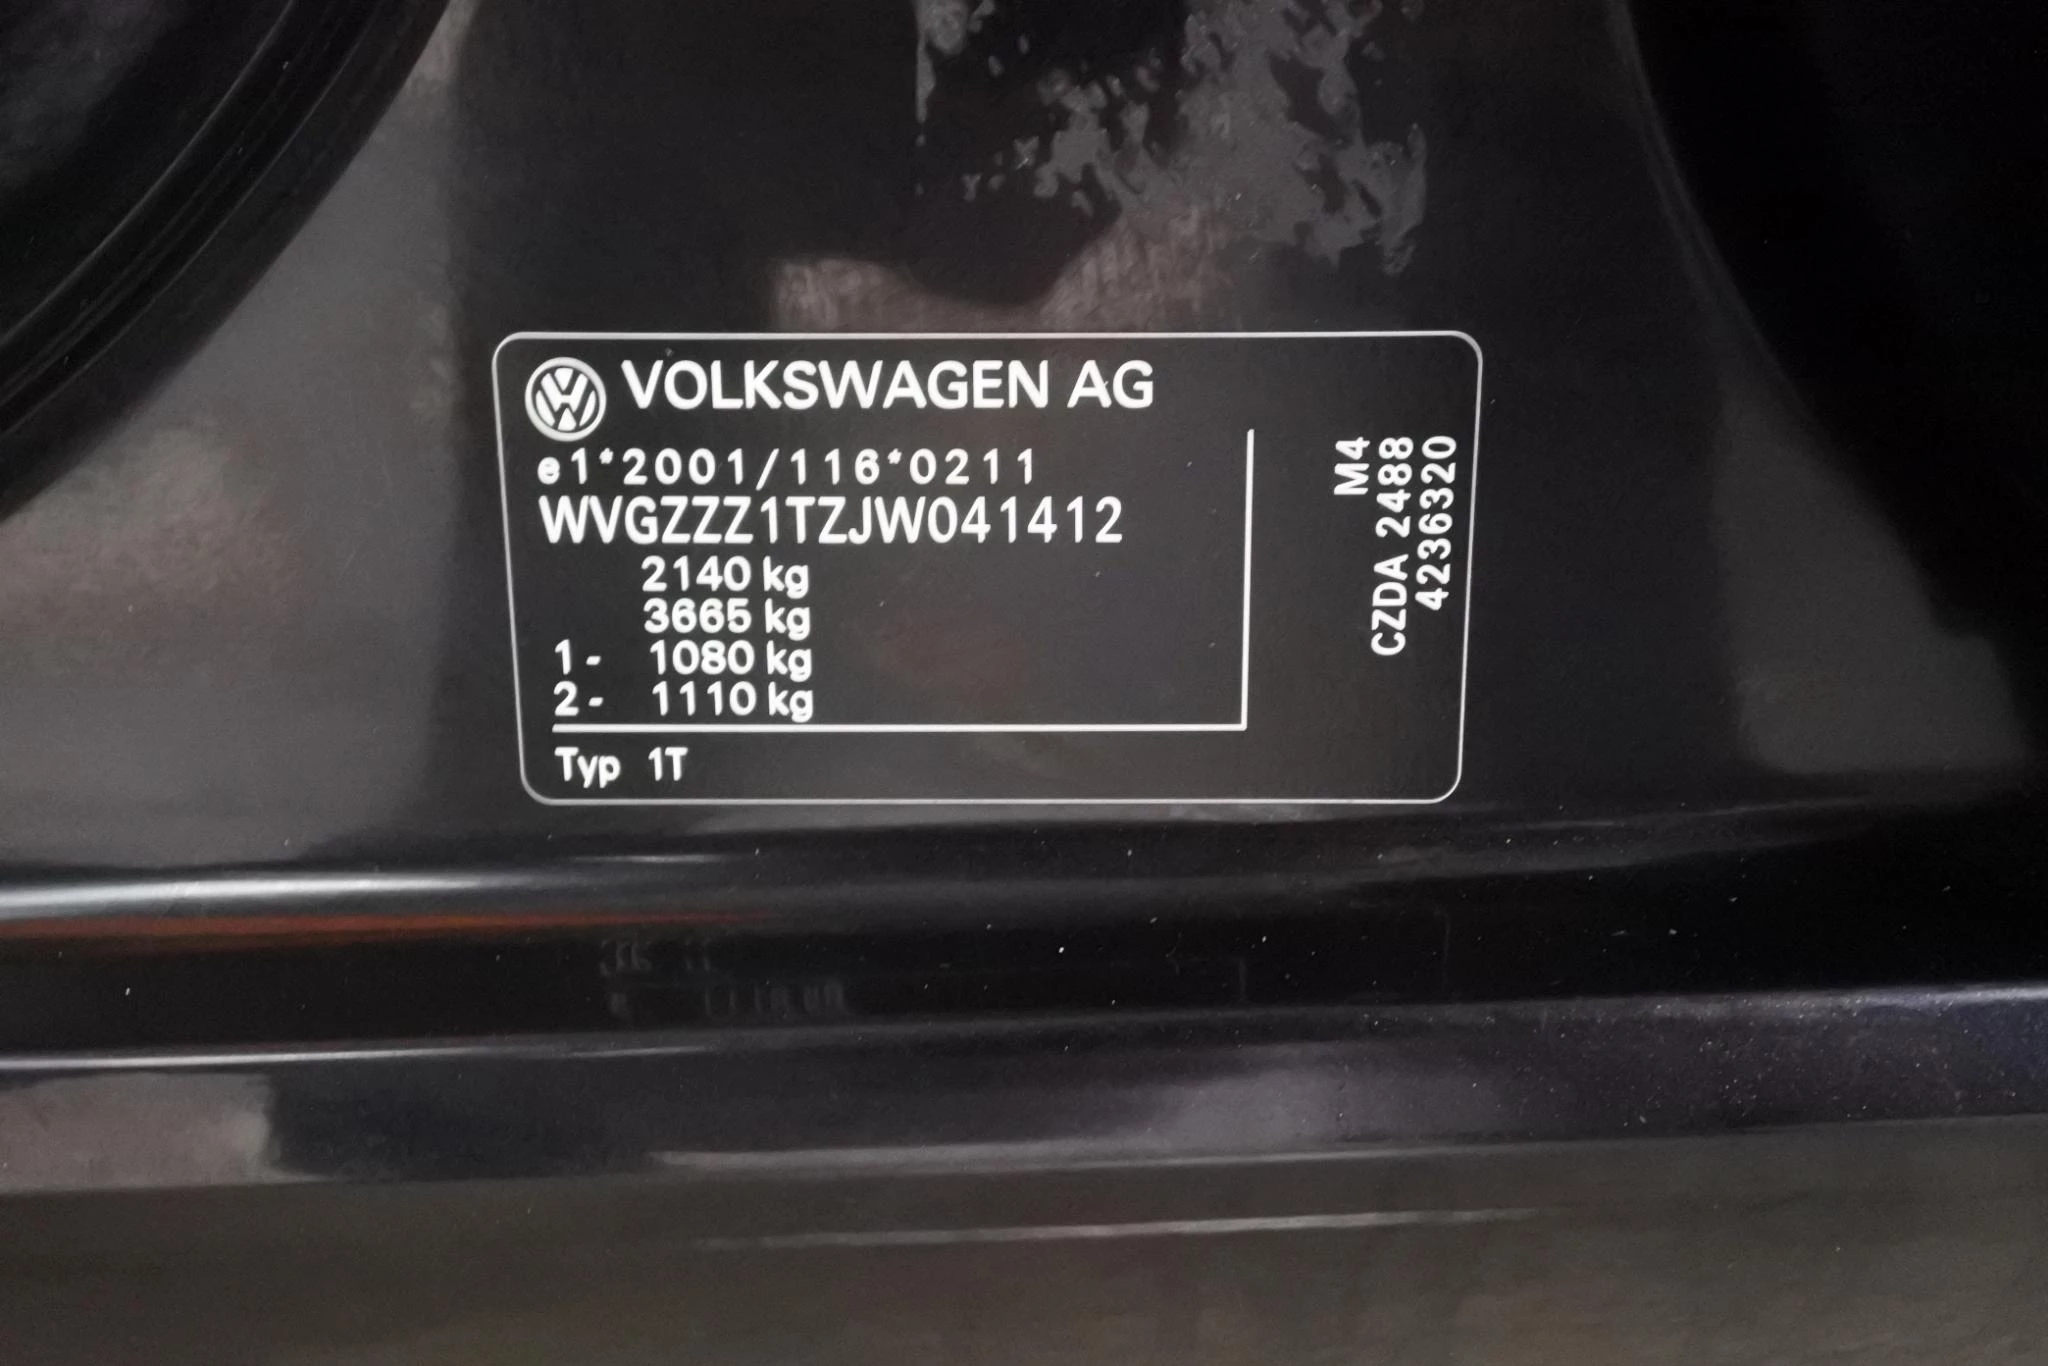 VOLKSWAGEN AG
e1*2001/116*0211
WVGZZZ1TZJW041412
2140 kg
3665 kg
1- 1080 kg
2- 1110 kg
Typ 1T
M4
CZDA 2488
4236320